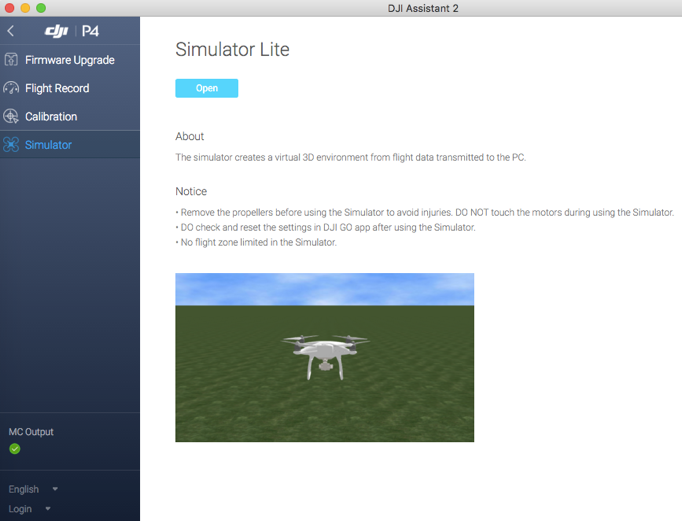 DJI Assistant 2
dji P4
Firmware Upgrade
Flight Record
Calibration
Simulator
MC Output
English
Login
Simulator Lite
Open
About
The simulator creates a virtual 3D environment from flight data transmitted to the PC.
Notice
• Remove the propellers before using the Simulator to avoid injuries. DO NOT touch the motors during using the Simulator.
• DO check and reset the settings in DJI GO app after using the Simulator.
• No flight zone limited in the Simulator.